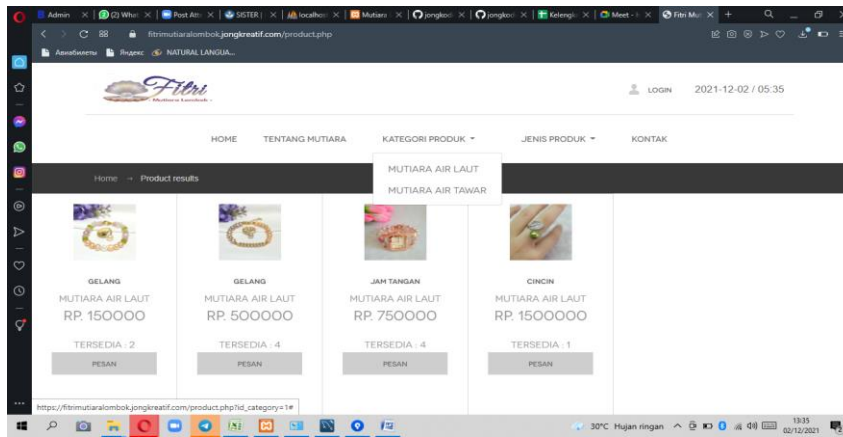 Admin
(2) What
Post Atte
SISTER |
localhos
Mutiara
jongkod
jongkod
Kelengk
Meet -
Fitri Mut
fitrimutiaralombok.jongkreatif.com/product.php
Авиабилеты
Яндекс
NATURAL LANGUA...
Fitri
Mutiara Lombok
LOGIN
2021-12-02 / 05:35
HOME TENTANG MUTIARA KATEGORI PRODUK JENIS PRODUK KONTAK
MUTIARA AIR LAUT
MUTIARA AIR TAWAR
Home → Product results
GELANG
MUTIARA AIR LAUT
RP. 150000
TERSEDIA : 2
PESAN
GELANG
MUTIARA AIR LAUT
RP. 500000
TERSEDIA : 4
PESAN
JAM TANGAN
MUTIARA AIR LAUT
RP. 750000
TERSEDIA : 4
PESAN
CINCIN
MUTIARA AIR LAUT
RP. 1500000
TERSEDIA : 1
PESAN
https://fitrimutiaralombok.jongkreatif.com/product.php?id_category=1#
30°C Hujan ringan
13:35
02/12/2021